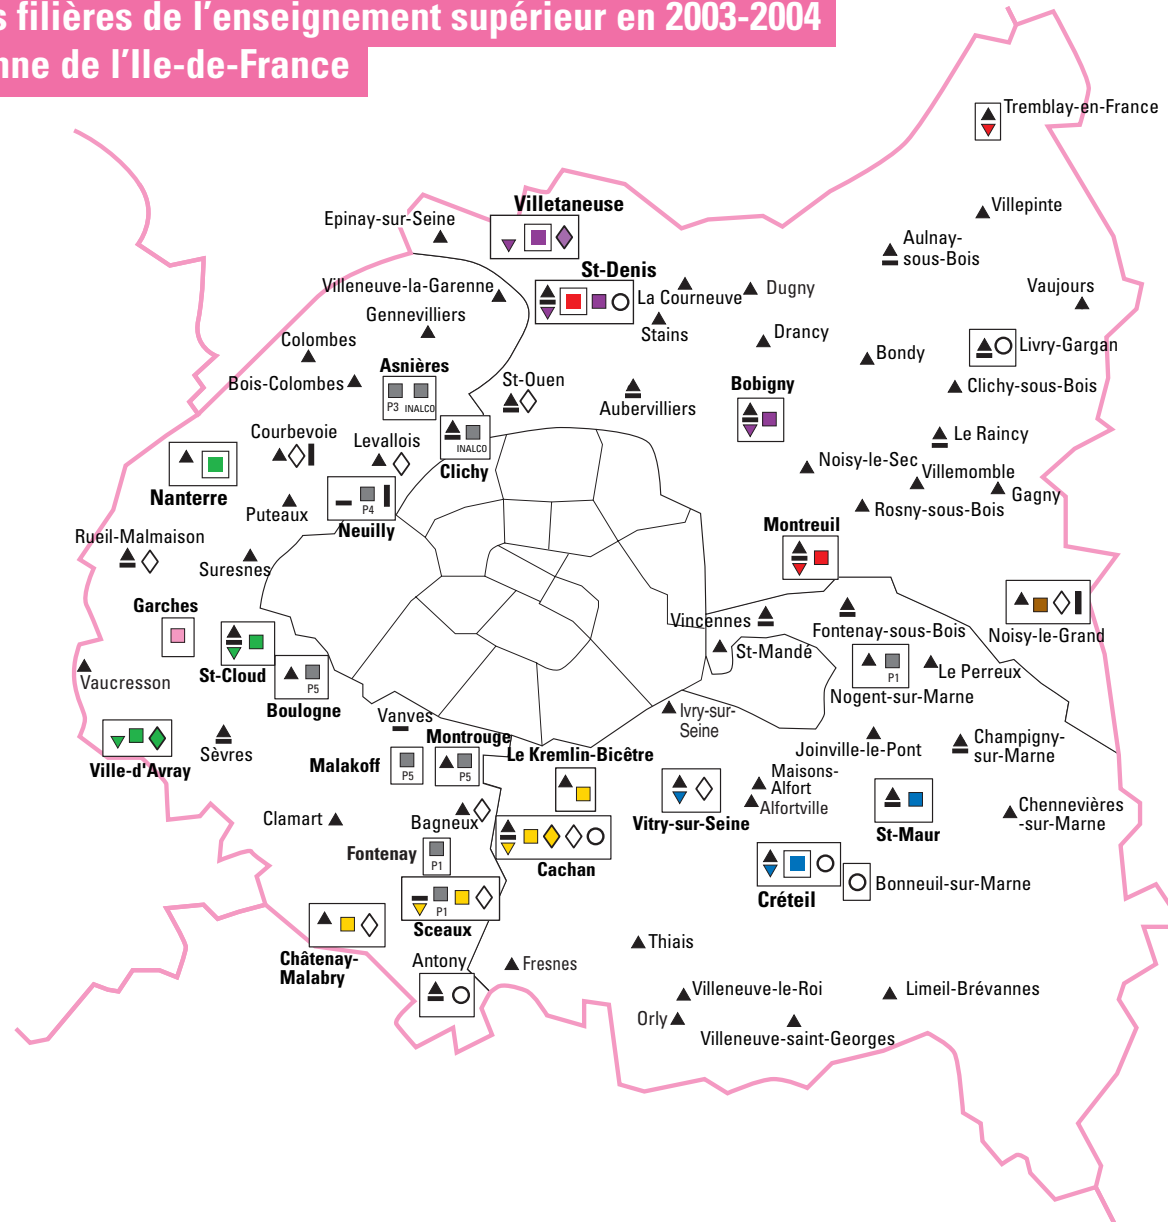 s filières de l'enseignement supérieur en 2003-2004
nne de l'Ile-de-France
Tremblay-en-France
Villepinte
Villetaneuse
Epinay-sur-Seine
Aulnay-
sous-Bois
St-Denis
Villeneuve-la-Garenne
La Courneuve
Dugny
Vaujours
Gennevilliers
Stains
Drancy
Colombes
Livry-Gargan
Bondy
Asnières
P3 INALCO
Bois-Colombes
St-Ouen
Aubervilliers
Bobigny
Clichy-sous-Bois
Courbevoie
Levallois
INALCO
Clichy
Le Raincy
Noisy-le-Sec
Villemomble
Nanterre
Gagny
P4
Neuilly
Puteaux
Rosny-sous-Bois
Montreuil
Rueil-Malmaison
Suresnes
Garches
Vincennes
Fontenay-sous-Bois
Noisy-le-Grand
St-Mandé
St-Cloud
Le Perreux
P1
Nogent-sur-Marne
Vaucresson
P5
Boulogne
Vanves
Ivry-sur-
Seine
Montrouge
P5
Le Kremlin-Bicêtre
Joinville-le-Pont
Champigny-
sur-Marne
Sèvres
Ville-d'Avray
Malakoff
P5
Maisons-
Alfort
Alfortville
Vitry-sur-Seine
St-Maur
Chennevières
-sur-Marne
Clamart
Bagneux
Fontenay
P1
Cachan
Créteil
Bonneuil-sur-Marne
P1
Sceaux
Châtenay-
Malabry
Antony
Fresnes
Thiais
Villeneuve-le-Roi
Limeil-Brévannes
Orly
Villeneuve-saint-Georges